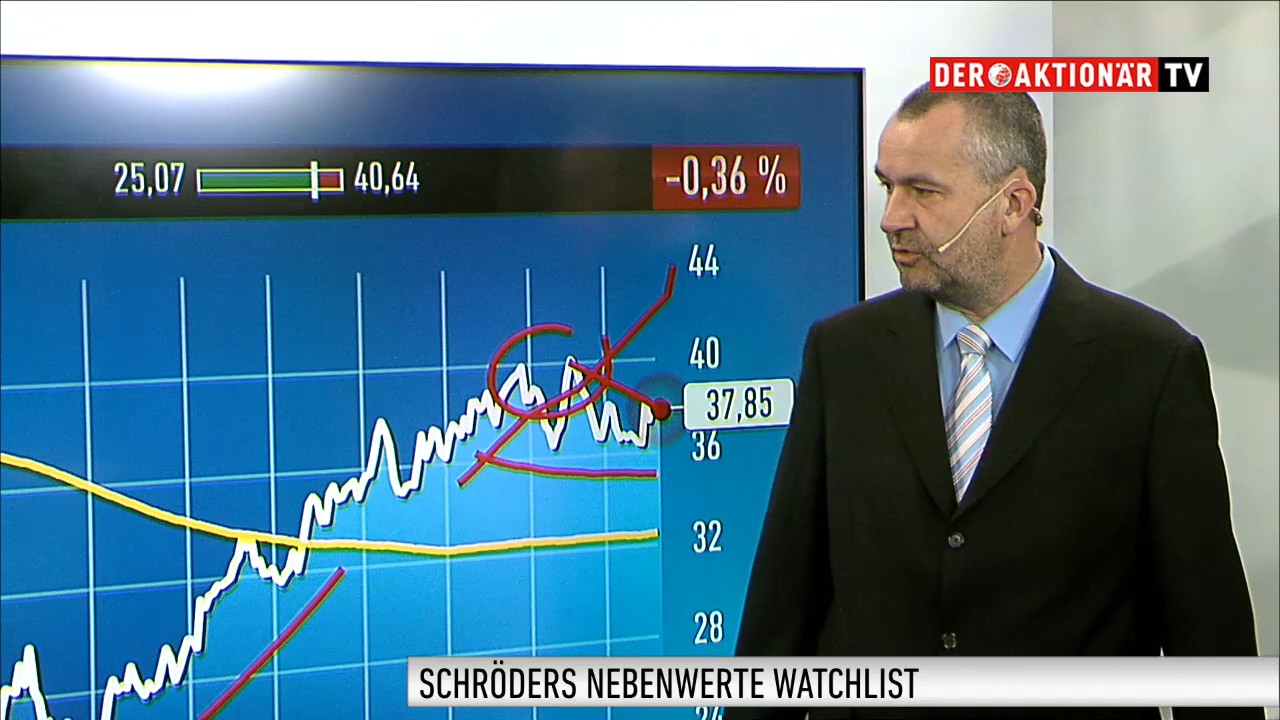 DER AKTIONÄR TV
25,07 40,64 -0,36 %
44
40
37,85
36
32
28
24
SCHRÖDERS NEBENWERTE WATCHLIST